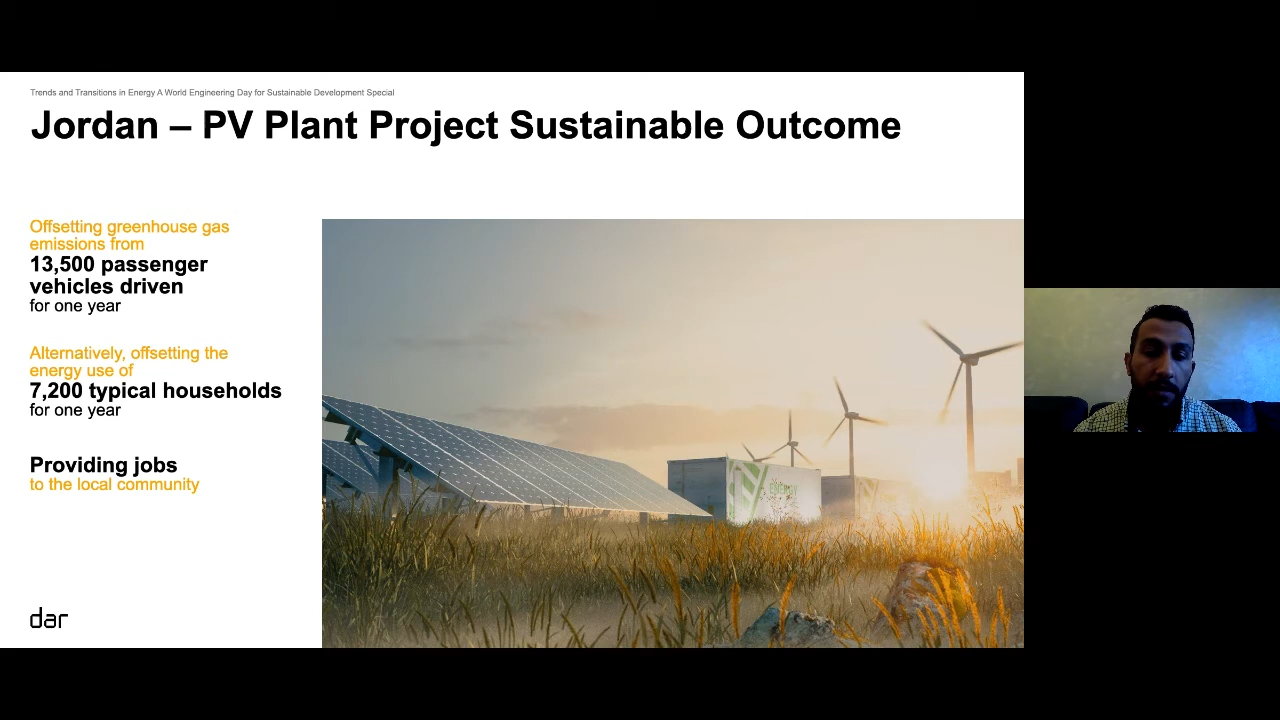 Trends and Transitions in Energy A World Engineering Day for Sustainable Development Special
Jordan – PV Plant Project Sustainable Outcome
Offsetting greenhouse gas
emissions from
13,500 passenger
vehicles driven
for one year
Alternatively, offsetting the
energy use of
7,200 typical households
for one year
Providing jobs
to the local community
ENERGY
dar